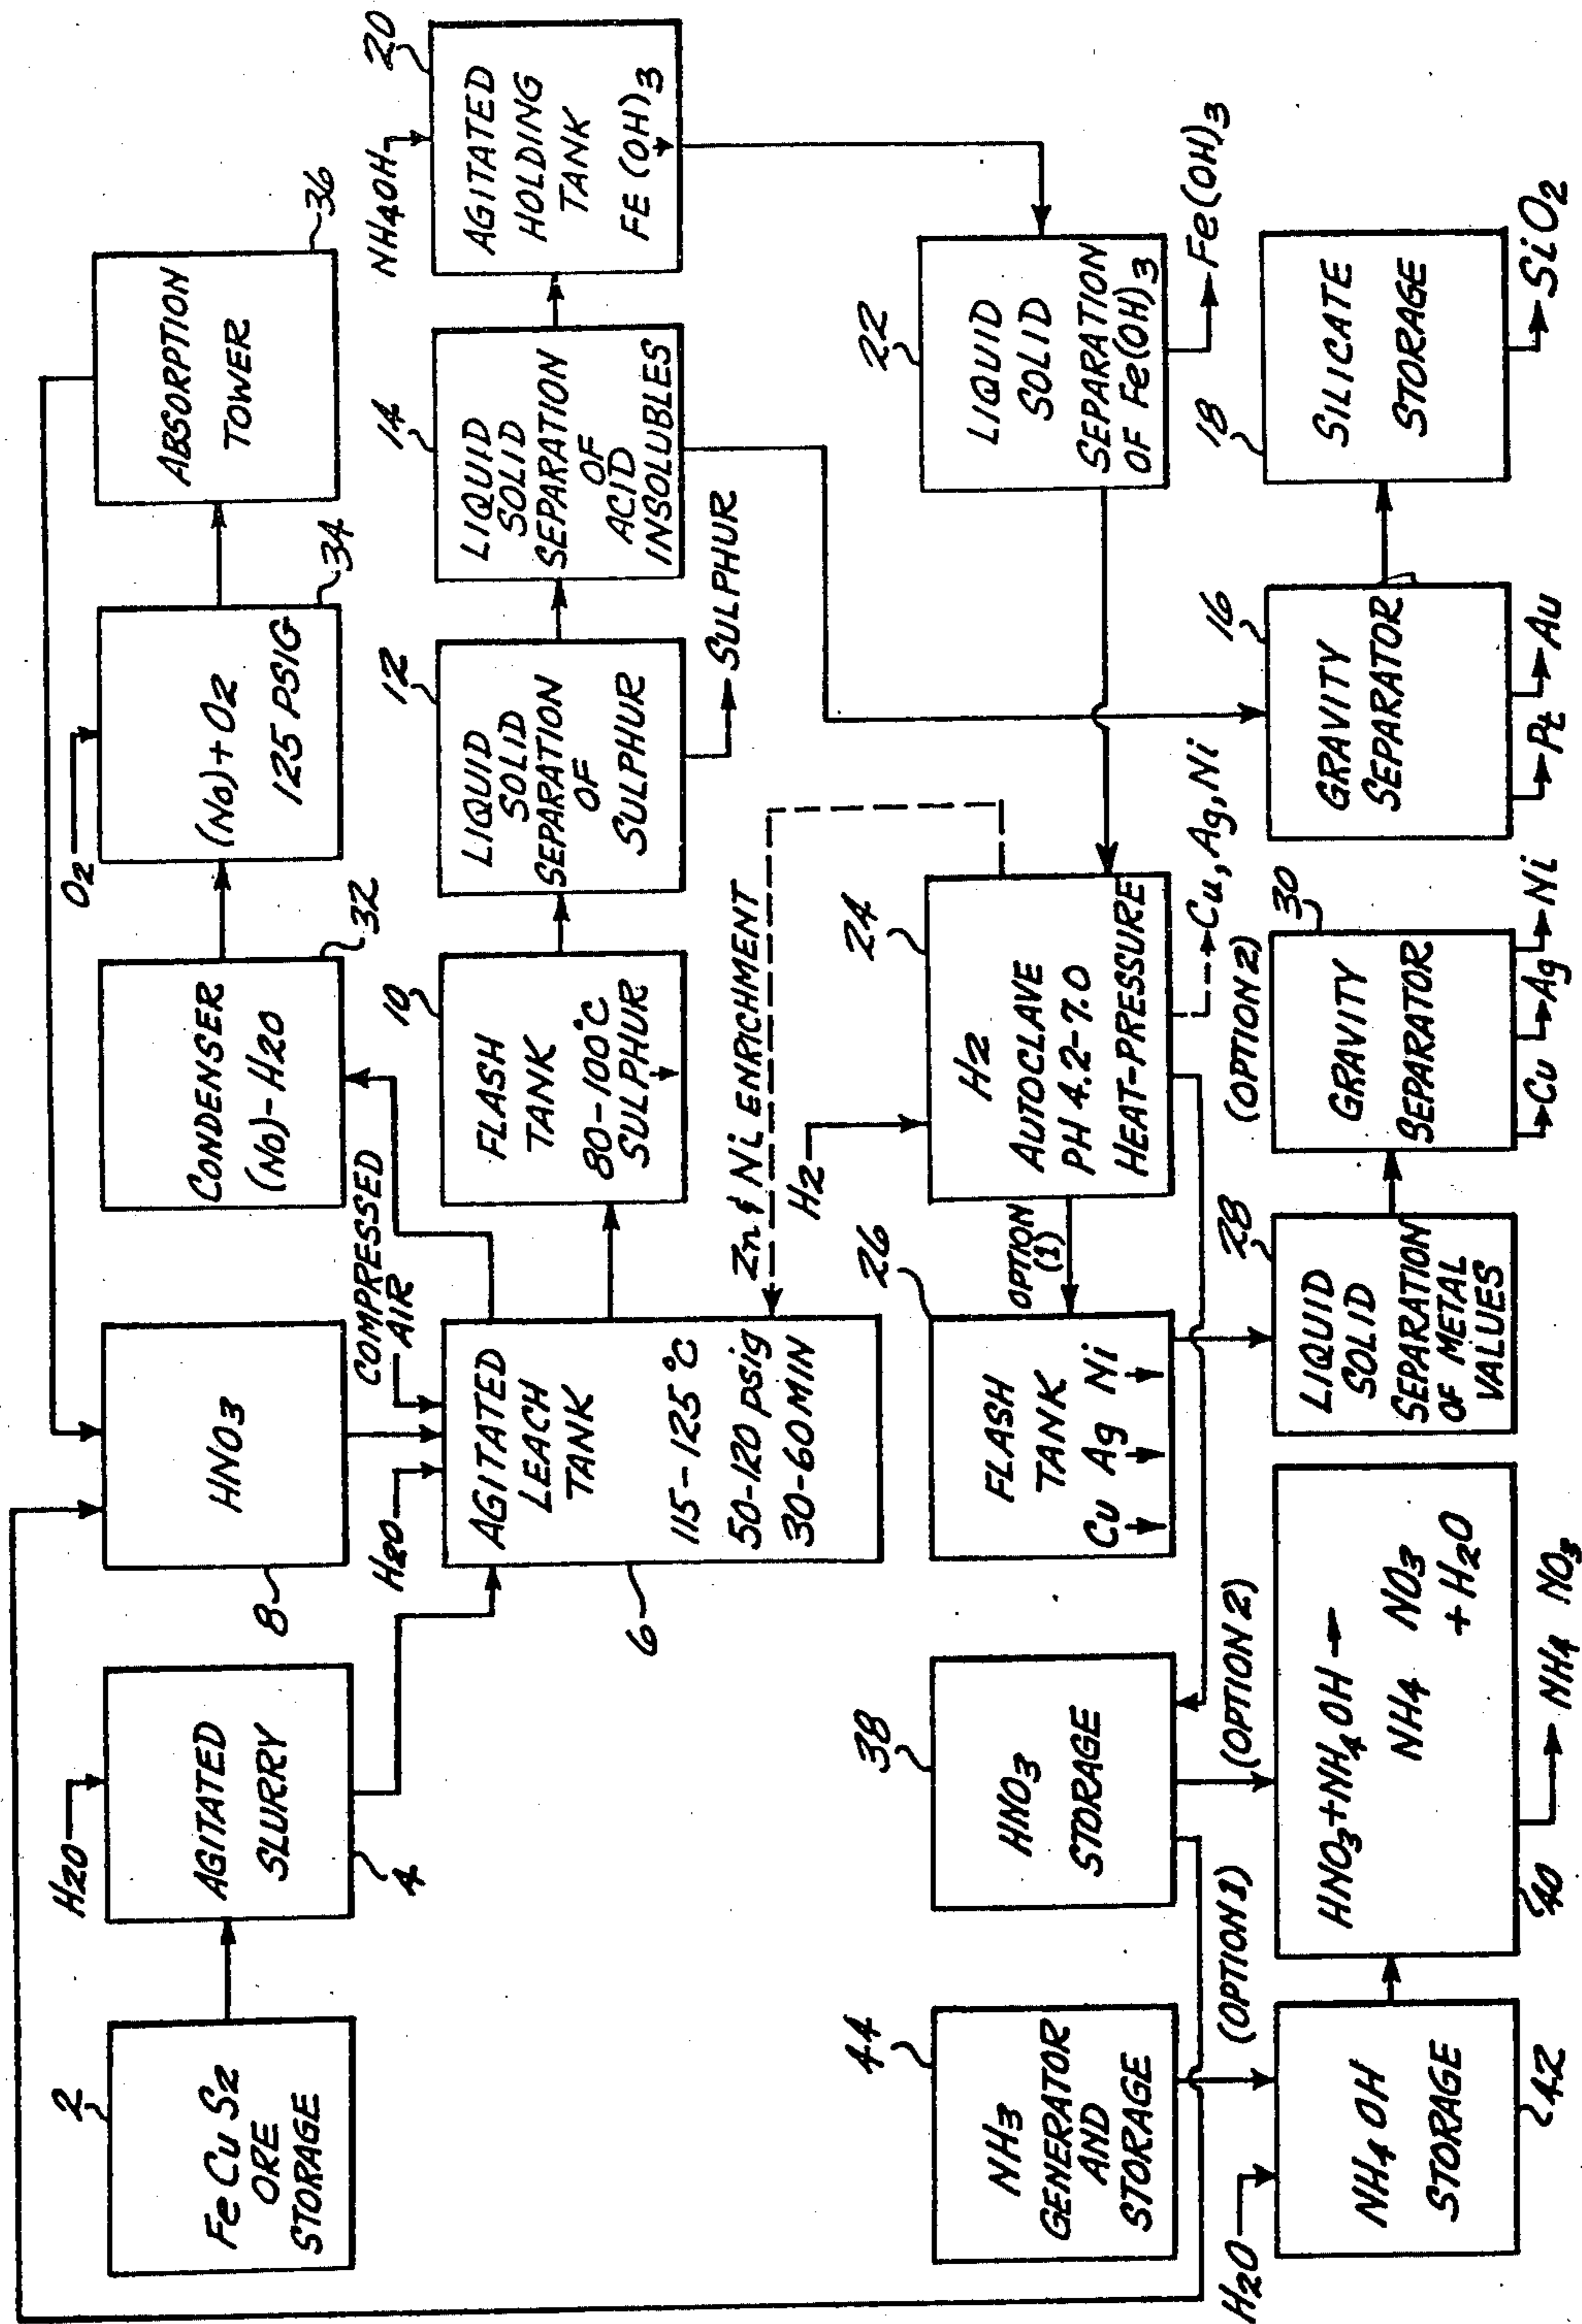 2
FeCuS2
ORE
STORAGE
H2O
AGITATED
SLURRY
4
8
HNO3
COMPRESSED
AIR
H2O
AGITATED
LEACH
TANK
115-125°C
50-120 psig
30-60 MIN
6
CONDENSER
(NO)-H2O
32
O2
(NO)+O2
125 PSIG
34
ABSORPTION
TOWER
36
10
FLASH
TANK
80-100°C
SULPHUR
12
LIQUID
SOLID
SEPARATION
OF
SULPHUR
SULPHUR
14
LIQUID
SOLID
SEPARATION
OF
ACID
INSOLUBLES
NH4OH
20
AGITATED
HOLDING
TANK
FE(OH)3
Zn & Ni ENRICHMENT
44
NH3
GENERATOR
AND
STORAGE
38
HNO3
STORAGE
26
FLASH
TANK
Cu Ag Ni
OPTION
(1)
H2
24
H2
AUTOCLAVE
PH 4.2-7.0
HEAT-PRESSURE
Cu, Ag, Ni
(OPTION 2)
22
LIQUID
SOLID
SEPARATION
OF Fe(OH)3
Fe(OH)3
(OPTION 1)
(OPTION 2)
H2O
NH4OH
STORAGE
42
HNO3+NH4OH→
NH4 NO3
+H2O
40
NH4 NO3
28
LIQUID
SOLID
SEPARATION
OF METAL
VALUES
30
GRAVITY
SEPARATOR
Cu Ag Ni
16
GRAVITY
SEPARATOR
Pt Au
18
SILICATE
STORAGE
SiO2